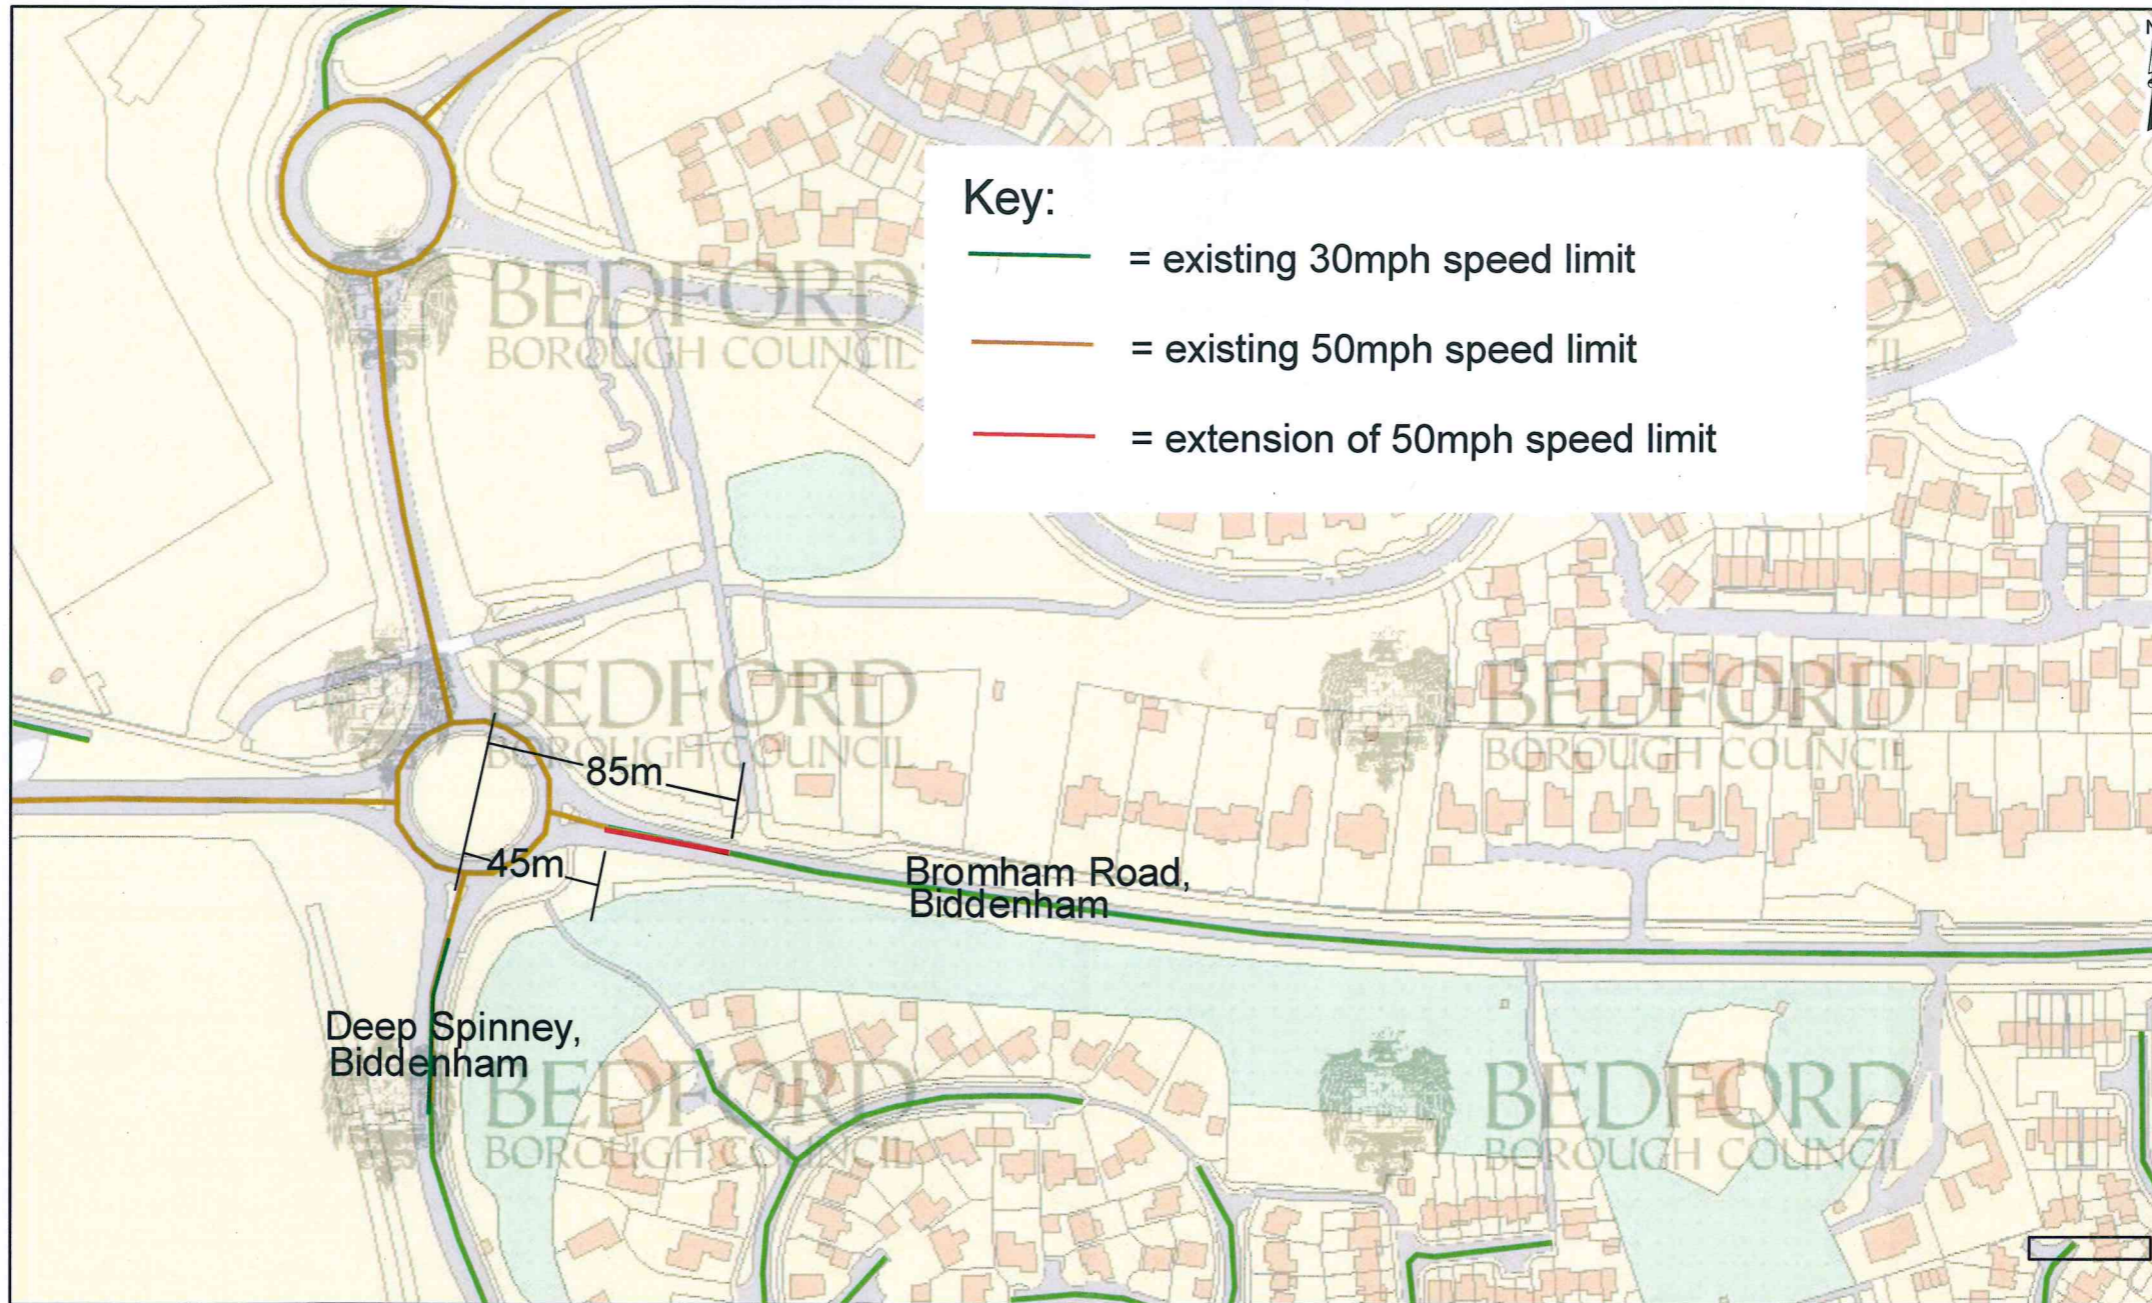 N
Key:
= existing 30mph speed limit
= existing 50mph speed limit
= extension of 50mph speed limit
BEDFORD
BOROUGH COUNCIL
BEDFORD
BOROUGH COUNCIL
BEDFORD
BOROUGH COUNCIL
85m
45m
Bromham Road,
Biddenham
Deep Spinney,
Biddenham
BEDFORD
BOROUGH COUNCIL
BEDFORD
BOROUGH COUNCIL